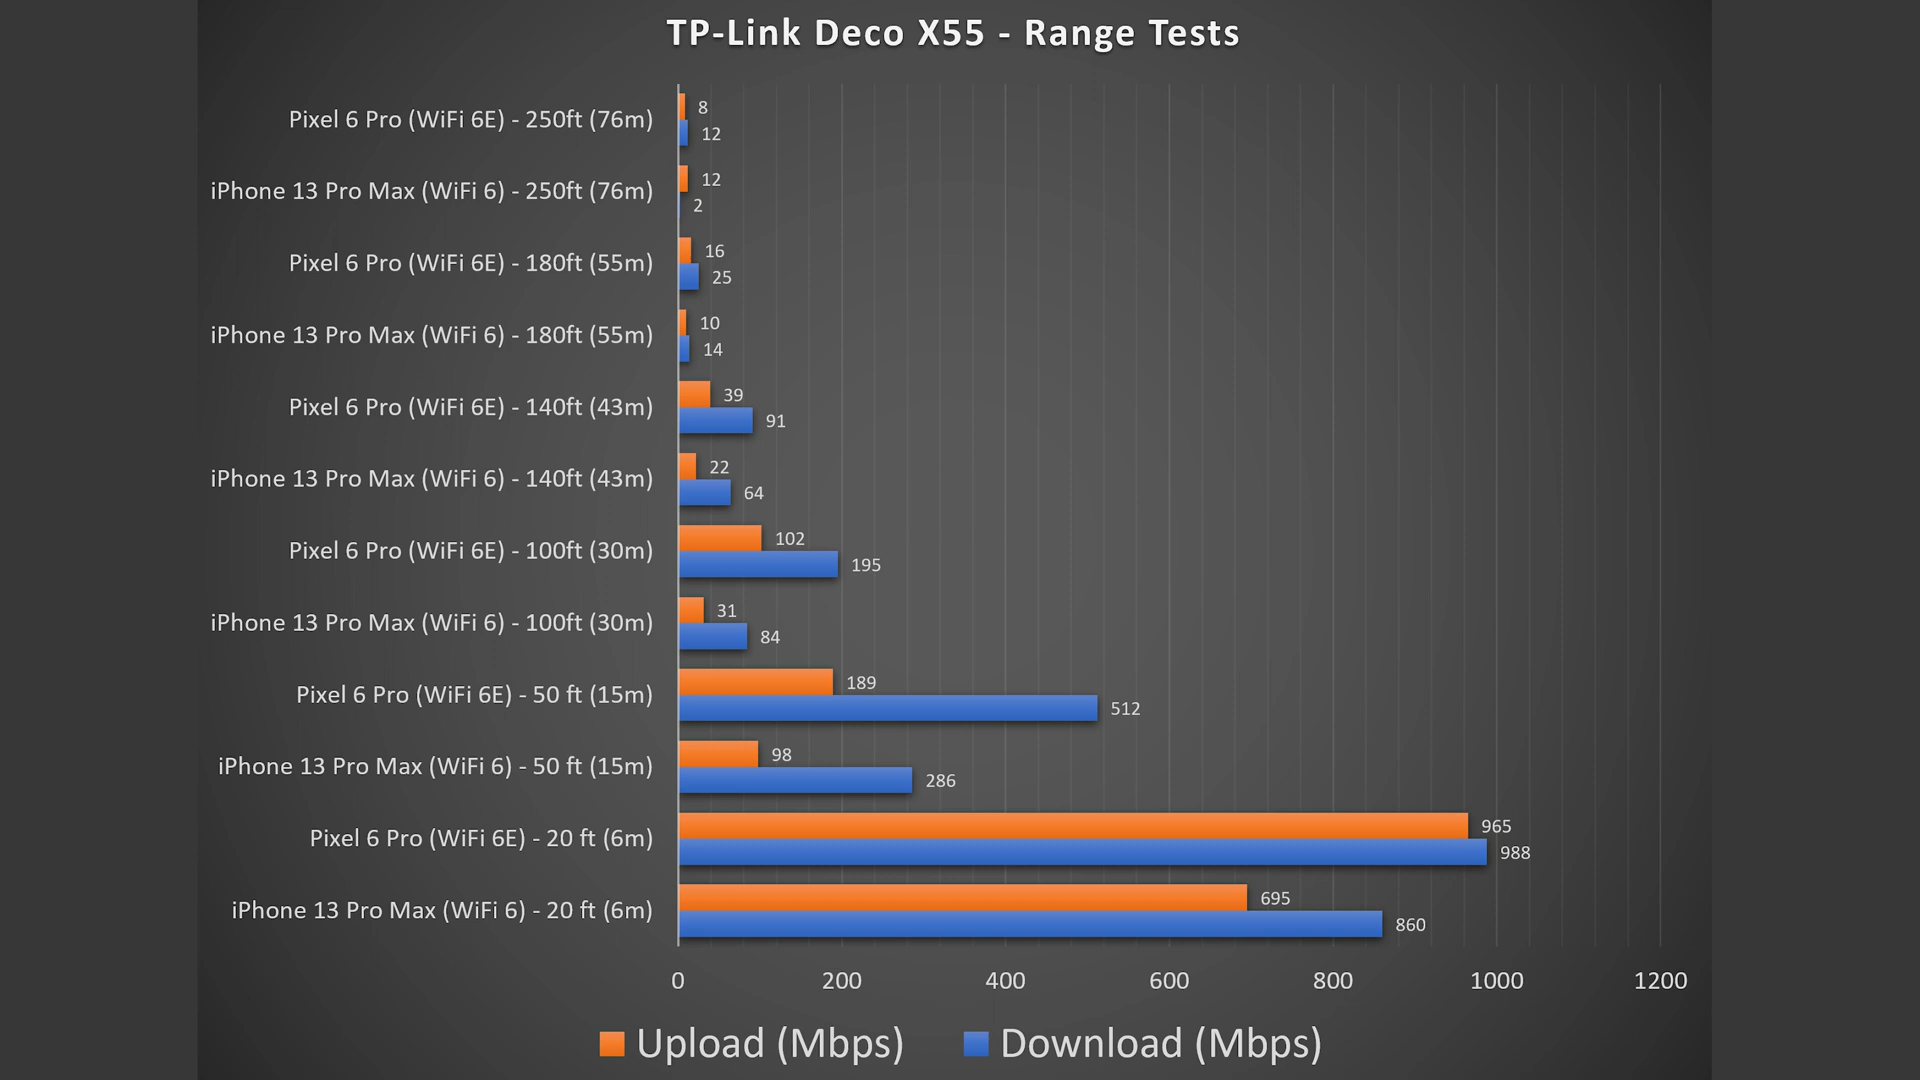 TP-Link Deco X55 - Range Tests
Pixel 6 Pro (WiFi 6E) - 250ft (76m)
8
12
iPhone 13 Pro Max (WiFi 6) - 250ft (76m)
12
2
Pixel 6 Pro (WiFi 6E) - 180ft (55m)
16
25
iPhone 13 Pro Max (WiFi 6) - 180ft (55m)
10
14
Pixel 6 Pro (WiFi 6E) - 140ft (43m)
39
91
iPhone 13 Pro Max (WiFi 6) - 140ft (43m)
22
64
Pixel 6 Pro (WiFi 6E) - 100ft (30m)
102
195
iPhone 13 Pro Max (WiFi 6) - 100ft (30m)
31
84
Pixel 6 Pro (WiFi 6E) - 50 ft (15m)
189
512
iPhone 13 Pro Max (WiFi 6) - 50 ft (15m)
98
286
Pixel 6 Pro (WiFi 6E) - 20 ft (6m)
965
988
iPhone 13 Pro Max (WiFi 6) - 20 ft (6m)
695
860
0 200 400 600 800 1000 1200
Upload (Mbps) Download (Mbps)